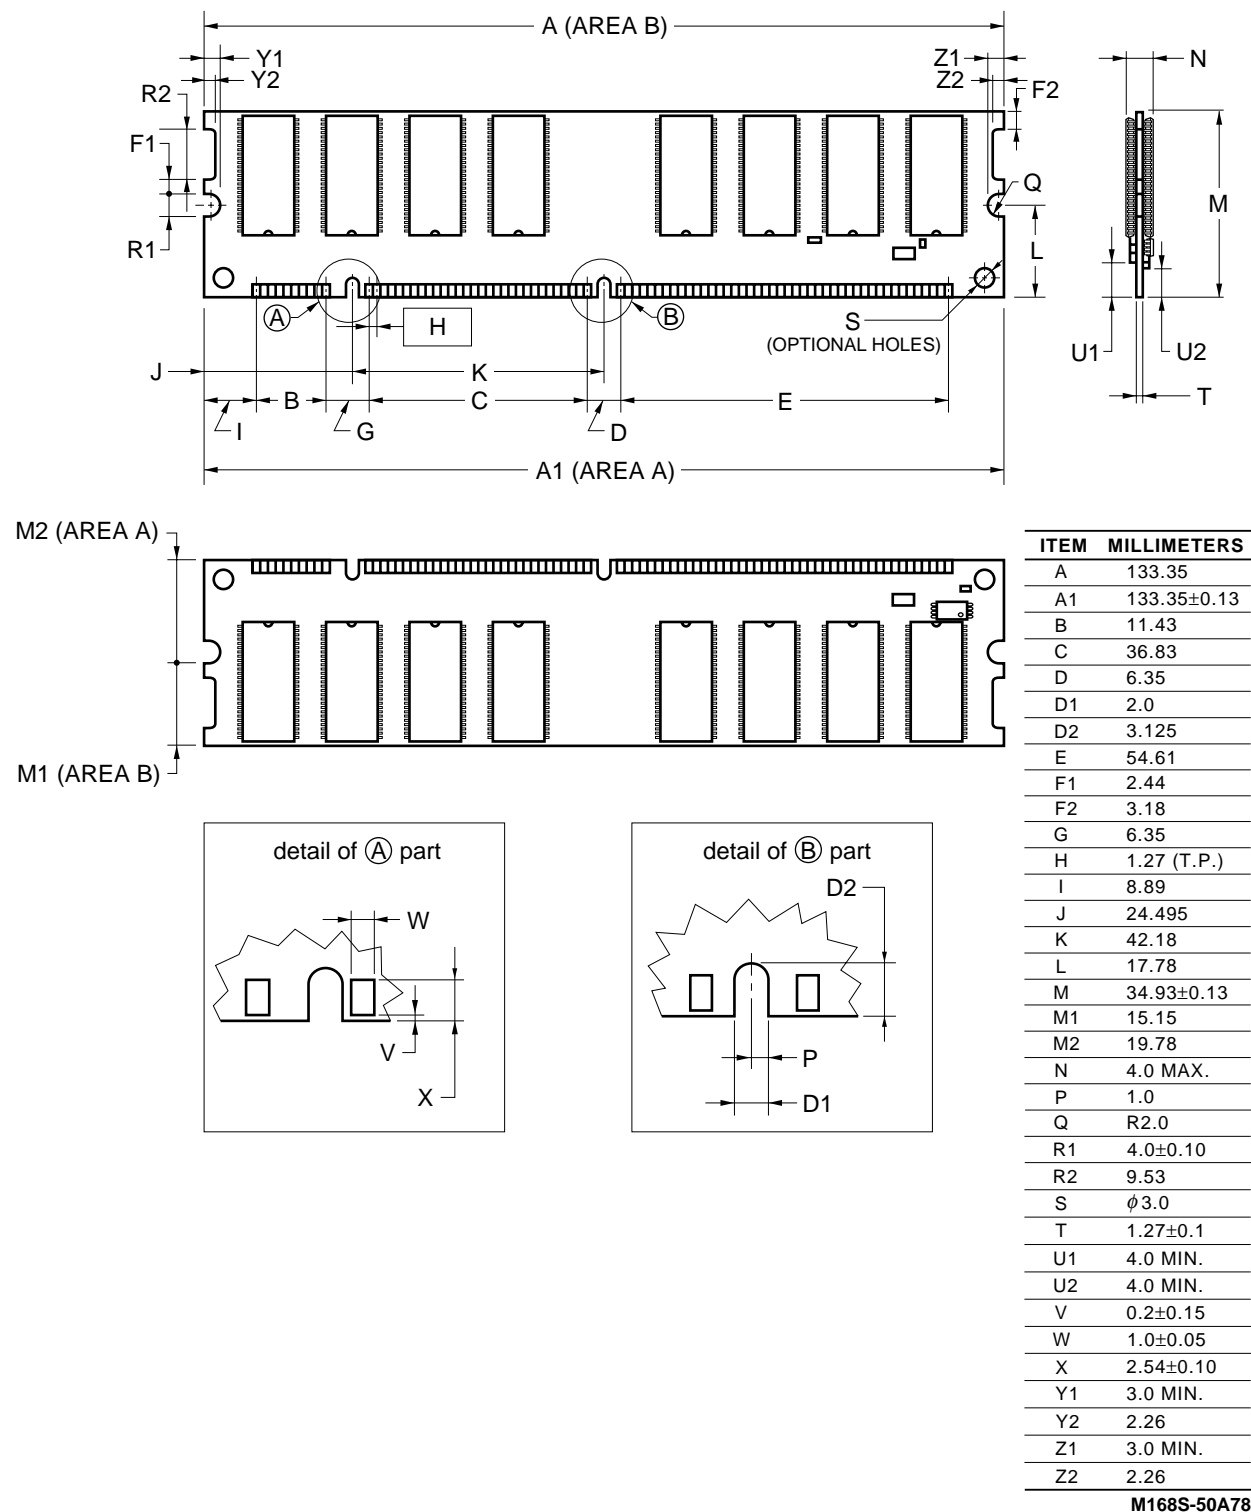 A (AREA B)
Y1
Y2
Z1
Z2
N
R2
F2
F1
Q
M
R1
L
A
B
H
S
(OPTIONAL HOLES)
U1
U2
J
K
B
C
E
T
I
G
D
A1 (AREA A)
M2 (AREA A)
M1 (AREA B)
detail of A part
W
V
X
detail of B part
D2
P
D1
ITEM MILLIMETERS
A 133.35
A1 133.35±0.13
B 11.43
C 36.83
D 6.35
D1 2.0
D2 3.125
E 54.61
F1 2.44
F2 3.18
G 6.35
H 1.27 (T.P.)
I 8.89
J 24.495
K 42.18
L 17.78
M 34.93±0.13
M1 15.15
M2 19.78
N 4.0 MAX.
P 1.0
Q R2.0
R1 4.0±0.10
R2 9.53
S ϕ3.0
T 1.27±0.1
U1 4.0 MIN.
U2 4.0 MIN.
V 0.2±0.15
W 1.0±0.05
X 2.54±0.10
Y1 3.0 MIN.
Y2 2.26
Z1 3.0 MIN.
Z2 2.26
M168S-50A78